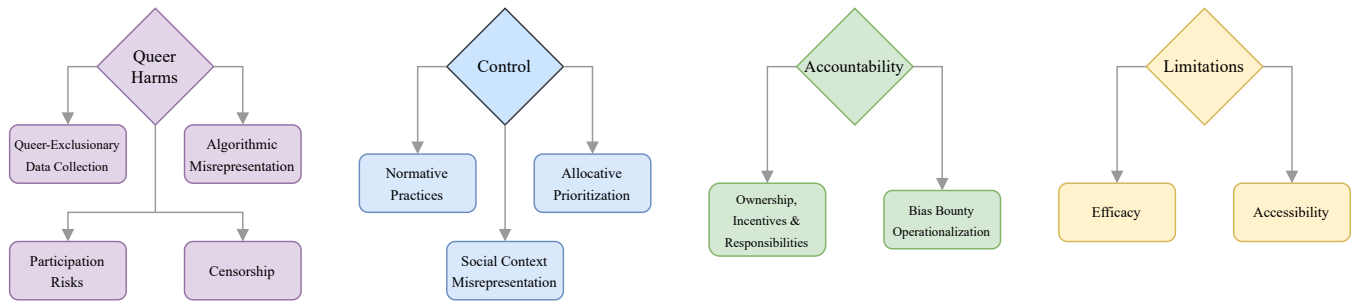 Queer
Harms
Queer-Exclusionary
Data Collection
Algorithmic
Misrepresentation
Participation
Risks
Censorship
Control
Normative
Practices
Allocative
Prioritization
Social Context
Misrepresentation
Accountability
Ownership,
Incentives &
Responsibilities
Bias Bounty
Operationalization
Limitations
Efficacy
Accessibility